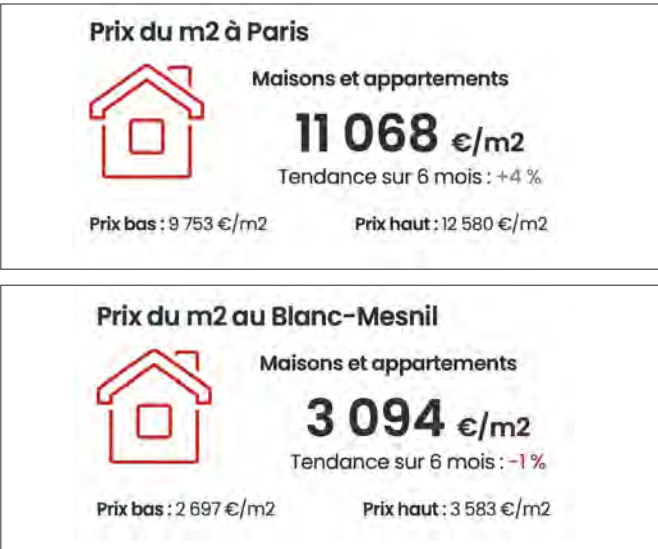 Prix du m2 à Paris
Maisons et appartements
11 068 €/m2
Tendance sur 6 mois : +4 %
Prix bas : 9 753 €/m2 Prix haut : 12 580 €/m2
Prix du m2 au Blanc-Mesnil
Maisons et appartements
3 094 €/m2
Tendance sur 6 mois : -1 %
Prix bas : 2 697 €/m2 Prix haut : 3 583 €/m2